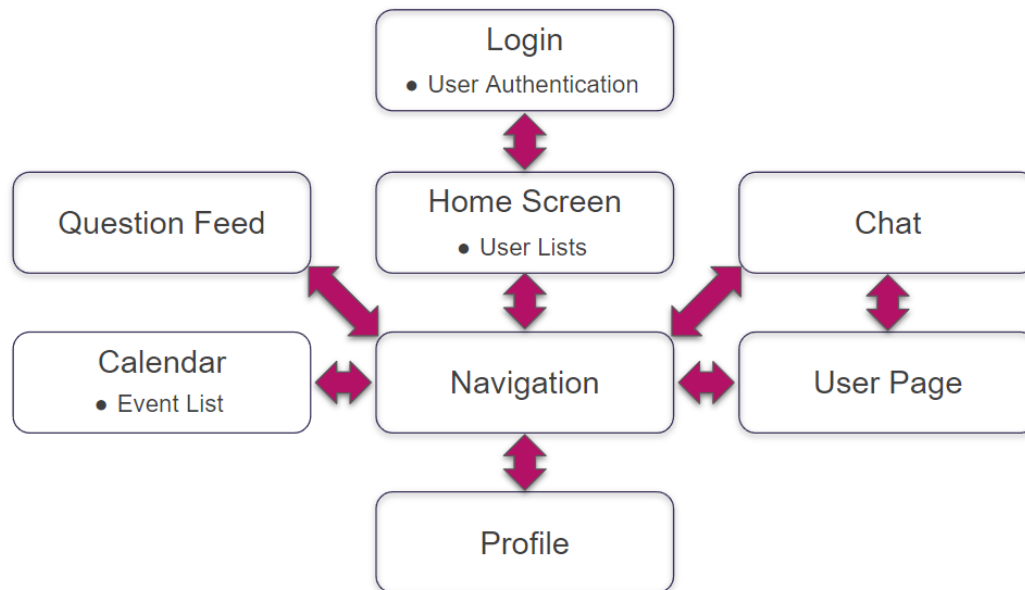 Login
● User Authentication
Question Feed
Home Screen
● User Lists
Chat
Calendar
● Event List
Navigation
User Page
Profile